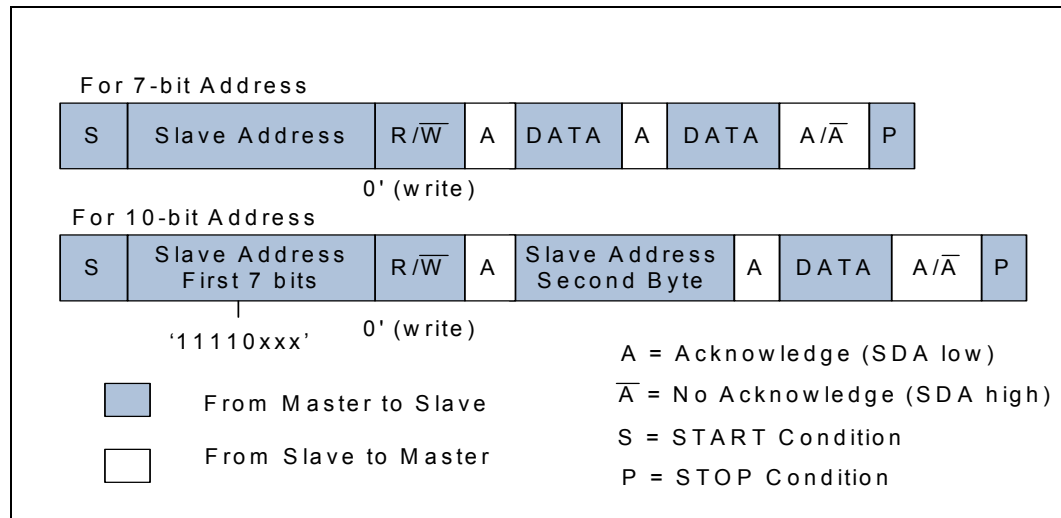 For 7-bit Address
S Slave Address R/W̅ A DATA A DATA A/A̅ P
0' (write)
For 10-bit Address
S Slave Address First 7 bits R/W̅ A Slave Address Second Byte A DATA A/A̅ P
‘11110xxx’ 0' (write)
From Master to Slave
From Slave to Master
A = Acknowledge (SDA low)
A̅ = No Acknowledge (SDA high)
S = START Condition
P = STOP Condition